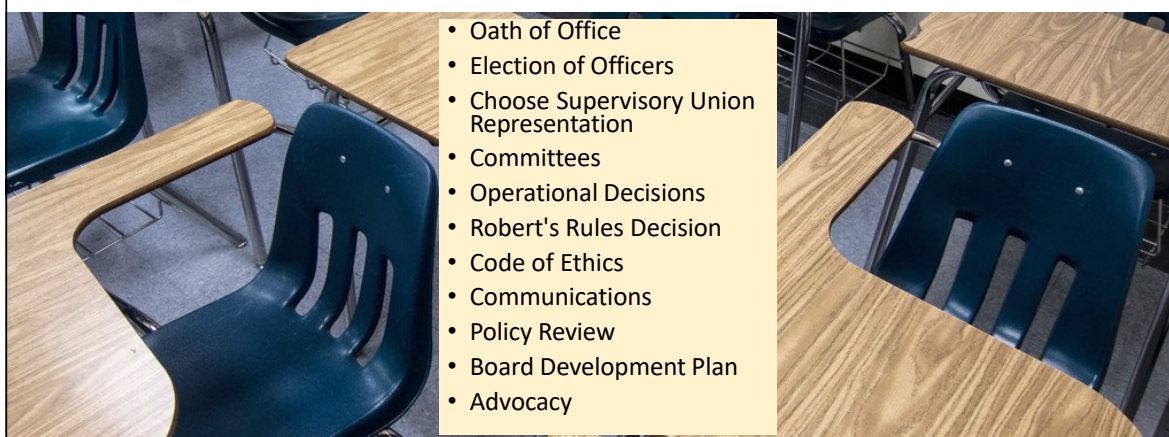 • Oath of Office
• Election of Officers
• Choose Supervisory Union
Representation
• Committees
• Operational Decisions
• Robert's Rules Decision
• Code of Ethics
• Communications
• Policy Review
• Board Development Plan
• Advocacy